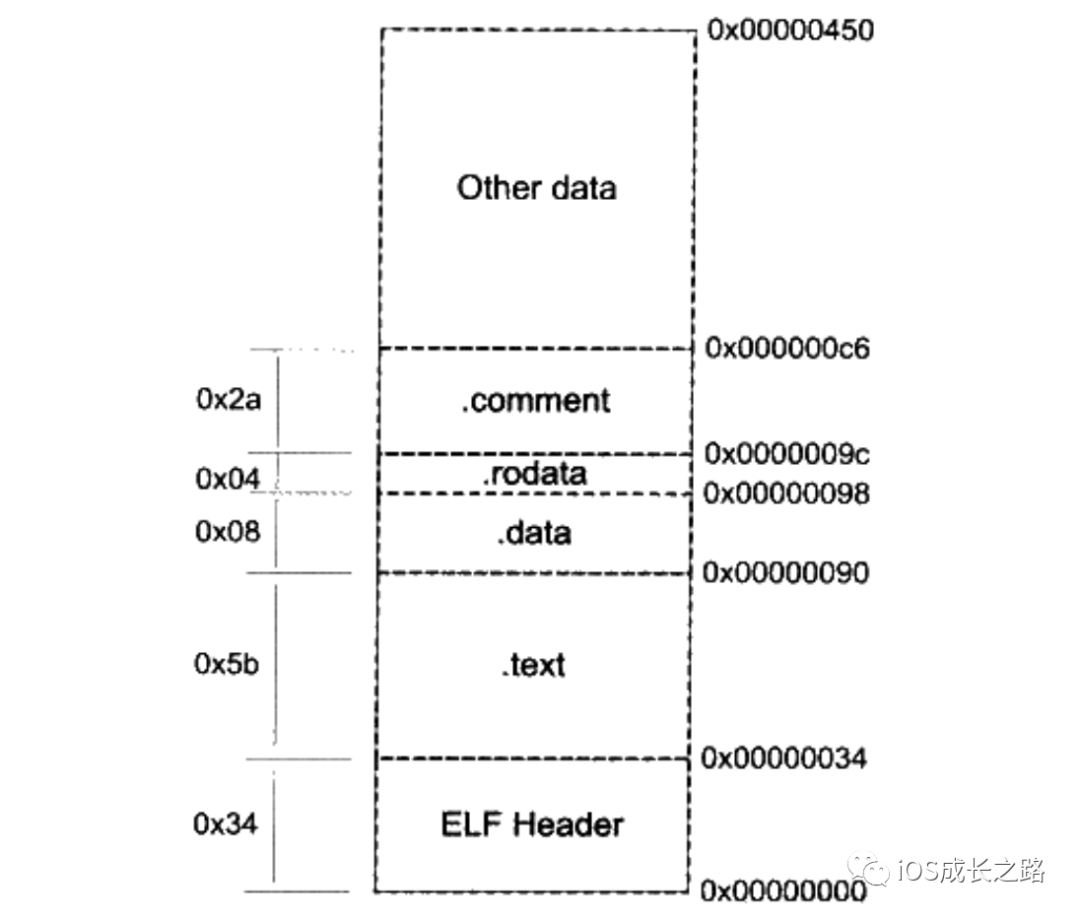 0x00000450
Other data
0x000000c6
0x2a
.comment
0x0000009c
0x04
.rodata
0x00000098
0x08
.data
0x00000090
0x5b
.text
0x00000034
0x34
ELF Header
iOS成长之路
0x00000000